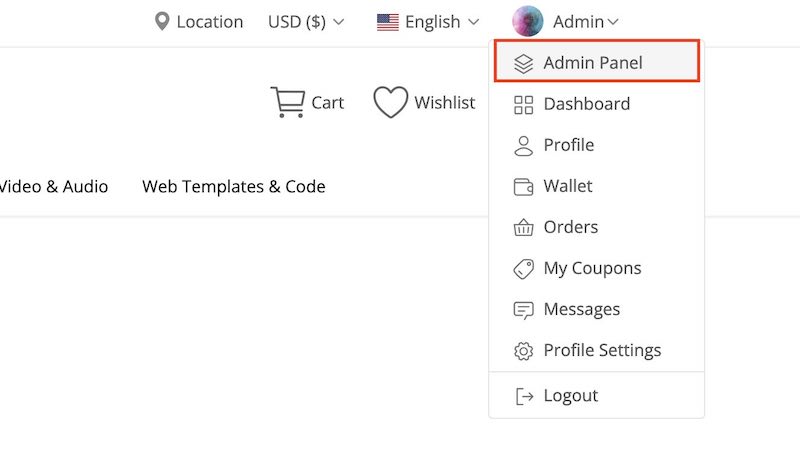 Location USD ($) English Admin
Admin Panel
Cart Wishlist
Dashboard
Profile
Video & Audio Web Templates & Code
Wallet
Orders
My Coupons
Messages
Profile Settings
Logout